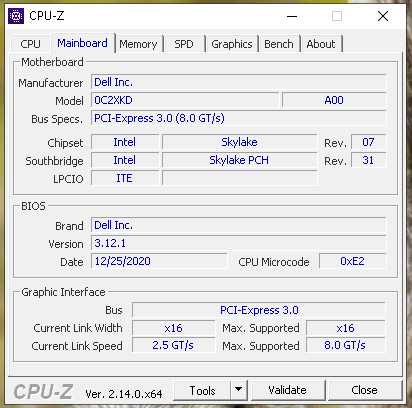 CPU-Z
CPU Mainboard Memory SPD Graphics Bench About
Motherboard
Manufacturer Dell Inc.
Model 0C2XKD A00
Bus Specs. PCI-Express 3.0 (8.0 GT/s)
Chipset Intel Skylake Rev. 07
Southbridge Intel Skylake PCH Rev. 31
LPCIO ITE
BIOS
Brand Dell Inc.
Version 3.12.1
Date 12/25/2020 CPU Microcode 0xE2
Graphic Interface
Bus PCI-Express 3.0
Current Link Width x16 Max. Supported x16
Current Link Speed 2.5 GT/s Max. Supported 8.0 GT/s
CPU-Z Ver. 2.14.0.x64 Tools Validate Close